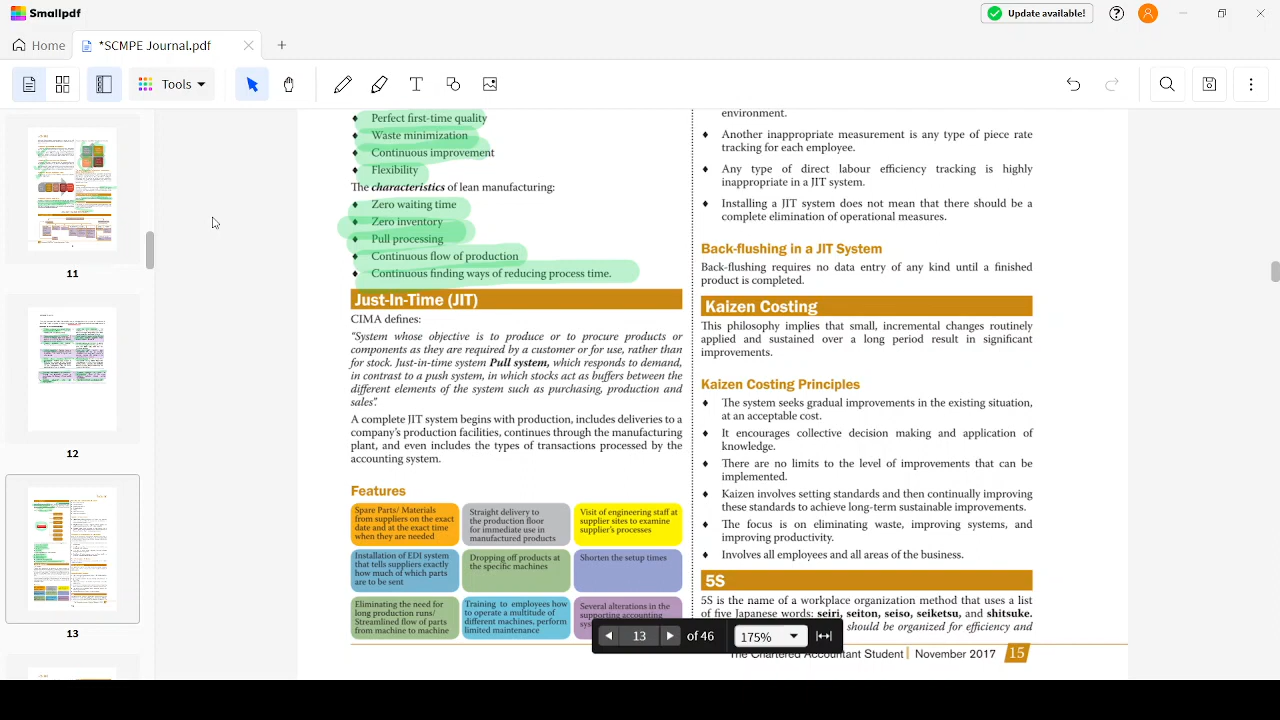 Smallpdf
Update available!
Home
*SCMPE Journal.pdf
Tools
11
12
13
♦ Perfect first-time quality
♦ Waste minimization
♦ Continuous improvement
♦ Flexibility
The characteristics of lean manufacturing:
♦ Zero waiting time
♦ Zero inventory
♦ Pull processing
♦ Continuous flow of production
♦ Continuous finding ways of reducing process time.
Just-In-Time (JIT)
CIMA defines:
"System whose objective is to produce or to procure products or
components as they are required by a customer or for use, rather than
for stock. Just-in-time system Pull system, which responds to demand,
in contrast to a push system, in which stocks act as buffers between the
different elements of the system such as purchasing, production and
sales".
A complete JIT system begins with production, includes deliveries to a
company's production facilities, continues through the manufacturing
plant, and even includes the types of transactions processed by the
accounting system.
Features
Spare Parts/ Materials
from suppliers on the exact
date and at the exact time
when they are needed
Straight delivery to
the production floor
for immediate use in
manufactured products
Visit of engineering staff at
supplier sites to examine
supplier's processes
Installation of EDI system
that tells suppliers exactly
how much of which parts
are to be sent
Dropping off products at
the specific machines
Shorten the setup times
Eliminating the need for
long production runs/
Streamlined flow of parts
from machine to machine
Training to employees how
to operate a multitude of
different machines, perform
limited maintenance
Several alterations in the
supporting accounting
environment.
♦ Another inappropriate measurement is any type of piece rate
tracking for each employee.
♦ Any type of direct labour efficiency tracking is highly
inappropriate in a JIT system.
♦ Installing a JIT system does not mean that there should be a
complete elimination of operational measures.
Back-flushing in a JIT System
Back-flushing requires no data entry of any kind until a finished
product is completed.
Kaizen Costing
This philosophy implies that small, incremental changes routinely
applied and sustained over a long period result in significant
improvements.
Kaizen Costing Principles
♦ The system seeks gradual improvements in the existing situation,
at an acceptable cost.
♦ It encourages collective decision making and application of
knowledge.
♦ There are no limits to the level of improvements that can be
implemented.
♦ Kaizen involves setting standards and then continually improving
these standards to achieve long-term sustainable improvements.
♦ The focus is on eliminating waste, improving systems, and
improving productivity.
♦ Involves all employees and all areas of the business.
5S
5S is the name of a workplace organization method that uses a list
of five Japanese words: seiri, seiton, seiso, seiketsu, and shitsuke.
should be organized for efficiency and
13 of 46
175%
The Chartered Accountant Student November 2017 15